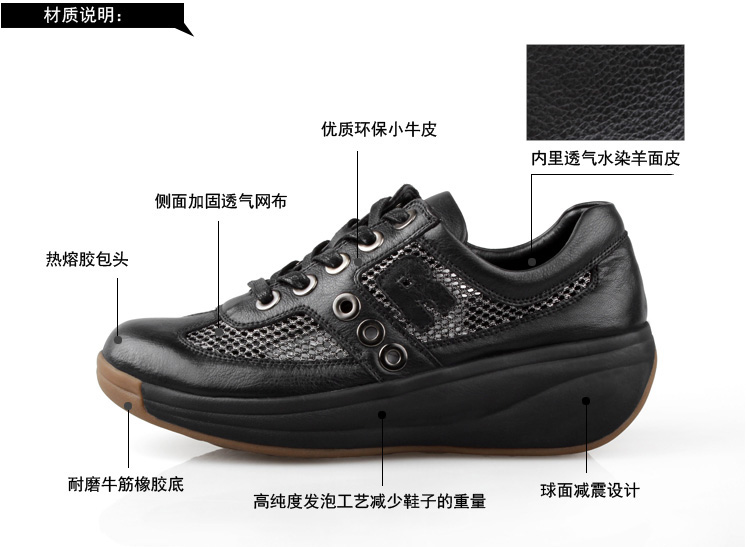 材质说明：
优质环保小牛皮
内里透气水染羊面皮
侧面加固透气网布
热熔胶包头
耐磨牛筋橡胶底
高纯度发泡工艺减少鞋子的重量
球面减震设计